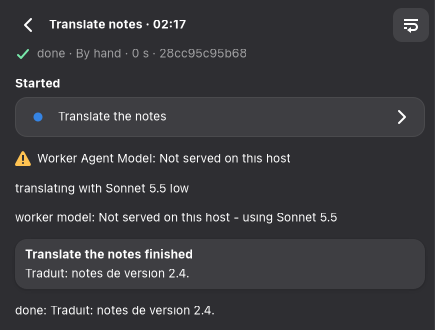 Translate notes · 02:17
done · By hand · 0 s · 28cc95c95b68
Started
Translate the notes
Worker Agent Model: Not served on this host
translating with Sonnet 5.5 low
worker model: Not served on this host - using Sonnet 5.5
Translate the notes finished
Traduit: notes de version 2.4.
done: Traduit: notes de version 2.4.